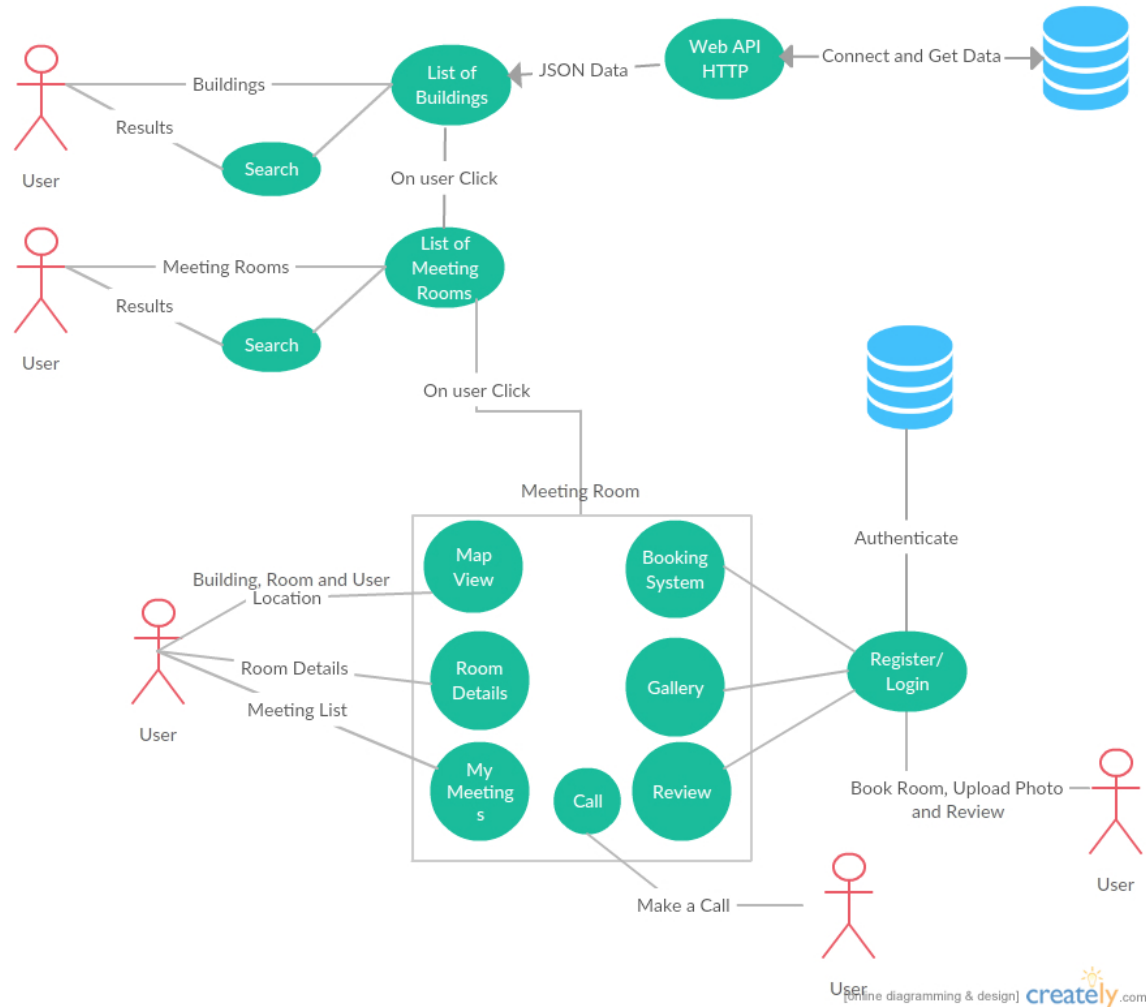 Web API
HTTP
Connect and Get Data
JSON Data
List of
Buildings
Buildings
Results
Search
User
On user Click
List of
Meeting
Rooms
Meeting Rooms
Results
Search
User
On user Click
Meeting Room
Authenticate
Map
View
Booking
System
Building, Room and User
Location
Room Details
Room
Details
Gallery
Register/
Login
Meeting List
User
My
Meeting
s
Call
Review
Book Room, Upload Photo
and Review
User
Make a Call
User
[online diagramming & design] creately.com